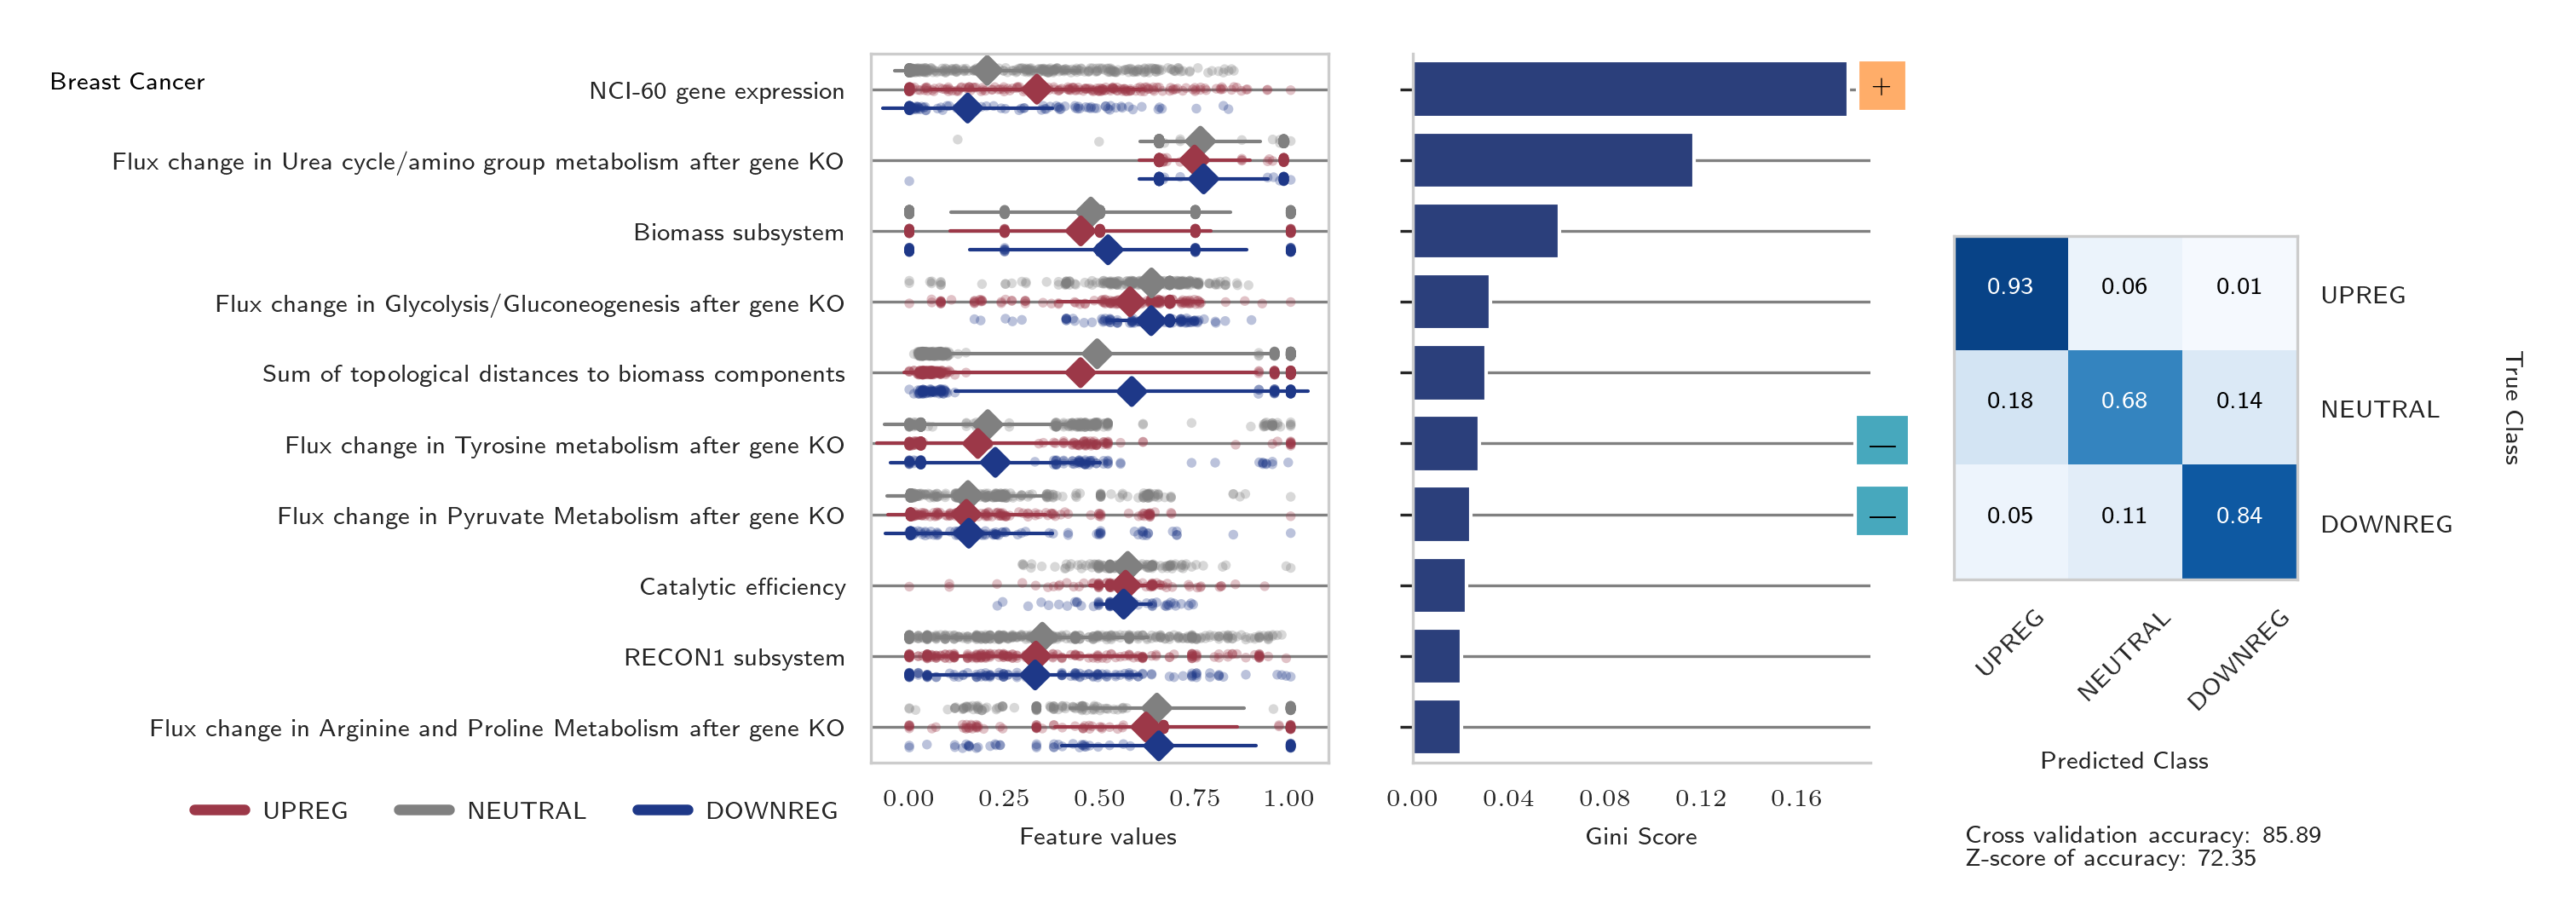 Breast Cancer
NCI-60 gene expression
Flux change in Urea cycle/amino group metabolism after gene KO
Biomass subsystem
Flux change in Glycolysis/Gluconeogenesis after gene KO
Sum of topological distances to biomass components
Flux change in Tyrosine metabolism after gene KO
Flux change in Pyruvate Metabolism after gene KO
Catalytic efficiency
RECON1 subsystem
Flux change in Arginine and Proline Metabolism after gene KO
UPREG NEUTRAL DOWNREG
0.00 0.25 0.50 0.75 1.00
Feature values
+
—
—
0.00 0.04 0.08 0.12 0.16
Gini Score
0.93 0.06 0.01 UPREG
0.18 0.68 0.14 NEUTRAL
0.05 0.11 0.84 DOWNREG
True Class
UPREG NEUTRAL DOWNREG
Predicted Class
Cross validation accuracy: 85.89
Z-score of accuracy: 72.35